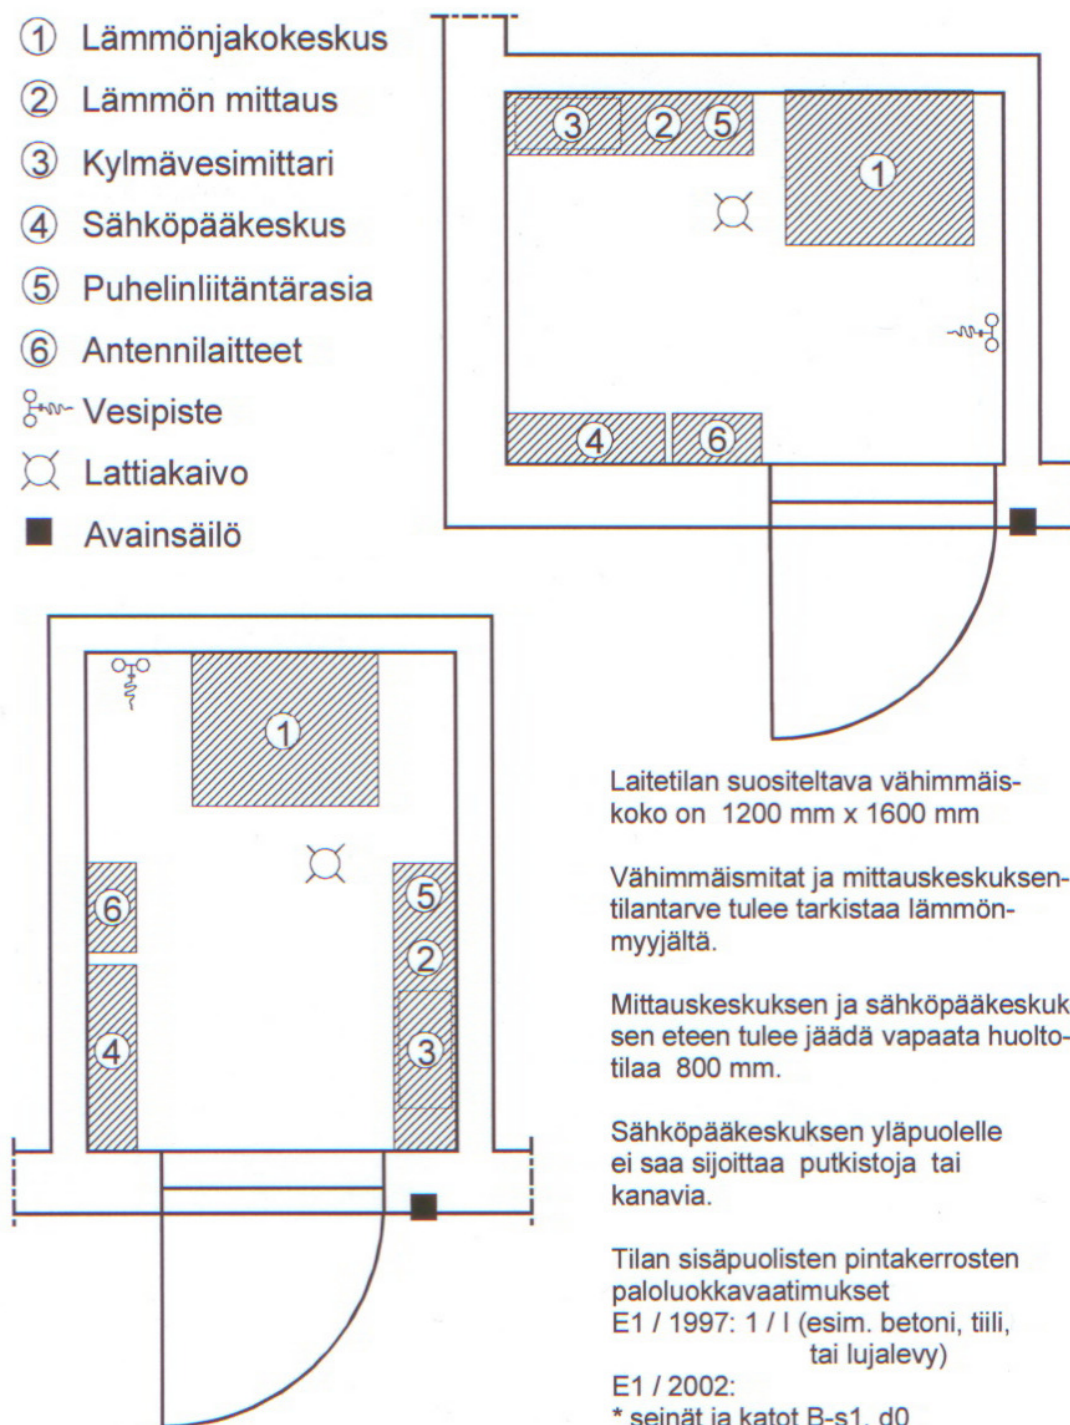 1 Lämmönjakokeskus
2 Lämmön mittaus
3 Kylmävesimittari
4 Sähköpääkeskus
5 Puhelinliitäntärasia
6 Antennilaitteet
Vesipiste
Lattiakaivo
Avainsäilö
3 2 5
1
4 6
1
6 5
2
4 3
Laitetilan suositeltava vähimmäis-
koko on 1200 mm x 1600 mm
Vähimmäismitat ja mittauskeskuksen-
tilantarve tulee tarkistaa lämmön-
myyjältä.
Mittauskeskuksen ja sähköpääkeskuk
sen eteen tulee jäädä vapaata huolto-
tilaa 800 mm.
Sähköpääkeskuksen yläpuolelle
ei saa sijoittaa putkistoja tai
kanavia.
Tilan sisäpuolisten pintakerrosten
paloluokkavaatimukset
E1 / 1997: 1 / I (esim. betoni, tiili,
tai lujalevy)
E1 / 2002:
* seinät ja katot B-s1, d0